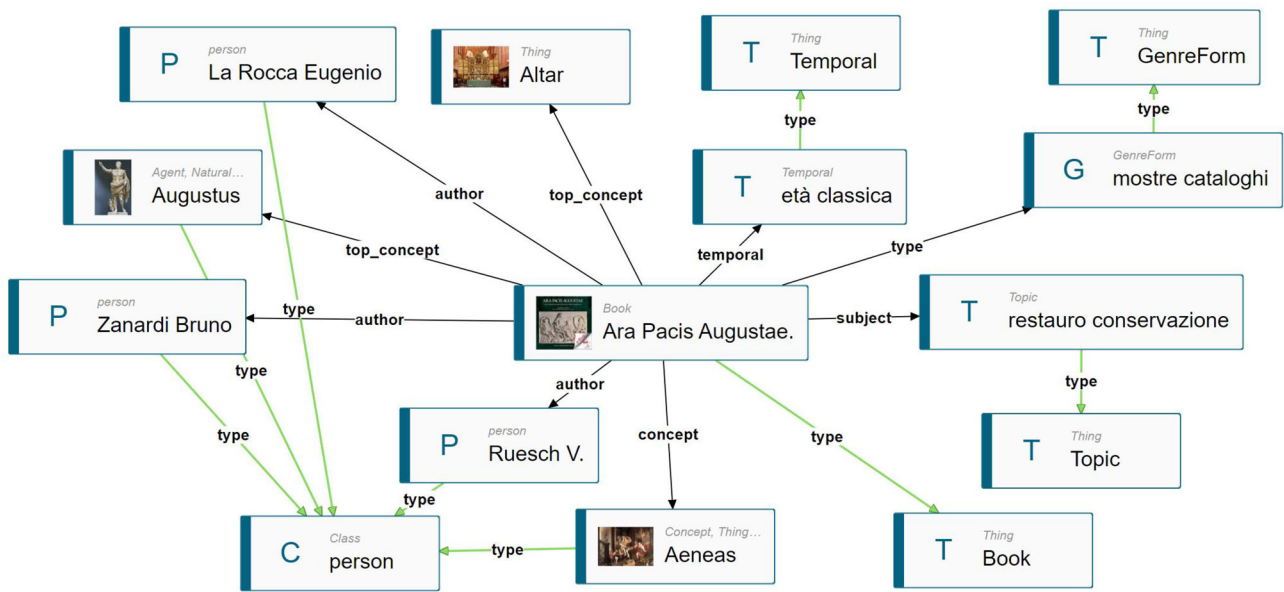 person
La Rocca Eugenio
Thing
Altar
Thing
Temporal
Thing
GenreForm
P
T
T
type
type
Agent, Natural...
Augustus
Temporal
età classica
GenreForm
mostre cataloghi
T
G
author
top_concept
top_concept
temporal
type
person
Zanardi Bruno
P
type
author
Book
Ara Pacis Augustae.
subject
Topic
restauro conservazione
T
type
author
type
type
person
Ruesch V.
P
concept
type
Thing
Topic
T
type
Class
person
C
type
Concept, Thing...
Aeneas
Thing
Book
T